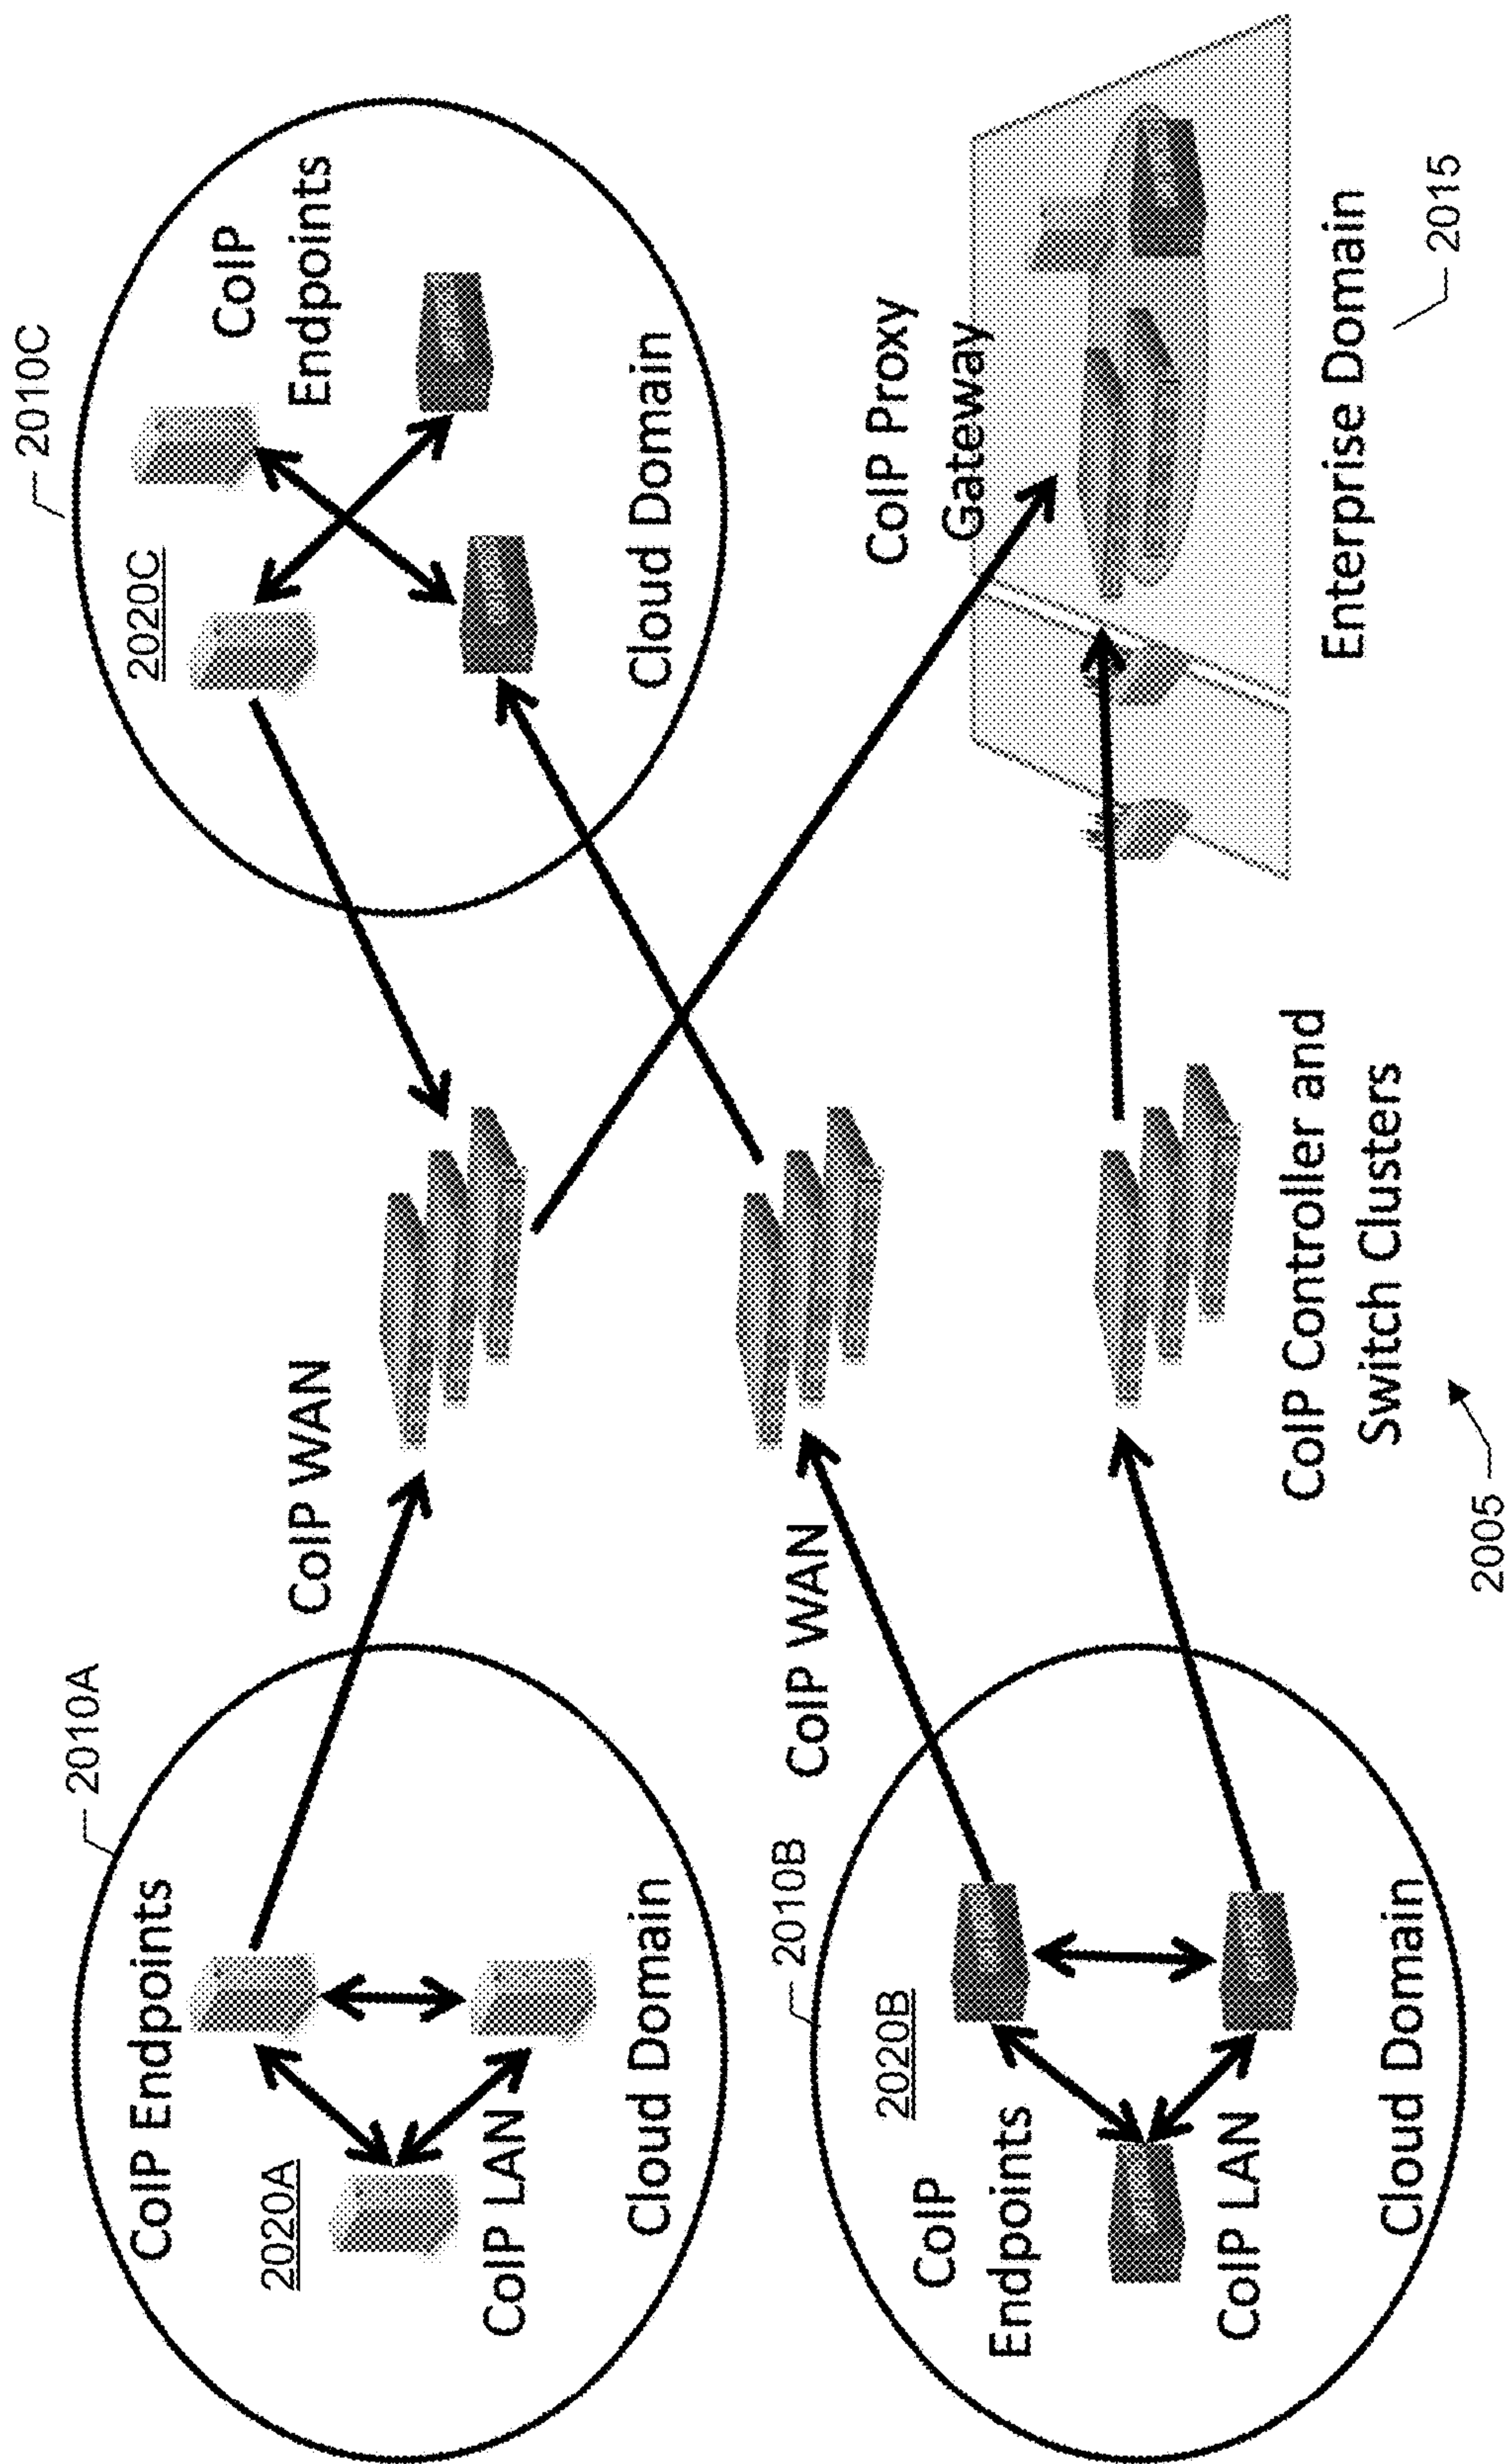 2010A
CoIP Endpoints
2020A
CoIP LAN
Cloud Domain
CoIP WAN
2010C
2020C
CoIP
Endpoints
Cloud Domain
2010B
2020B
CoIP
Endpoints
CoIP LAN
Cloud Domain
CoIP WAN
CoIP Controller and
Switch Clusters
2005
CoIP Proxy
Gateway
Enterprise Domain
2015